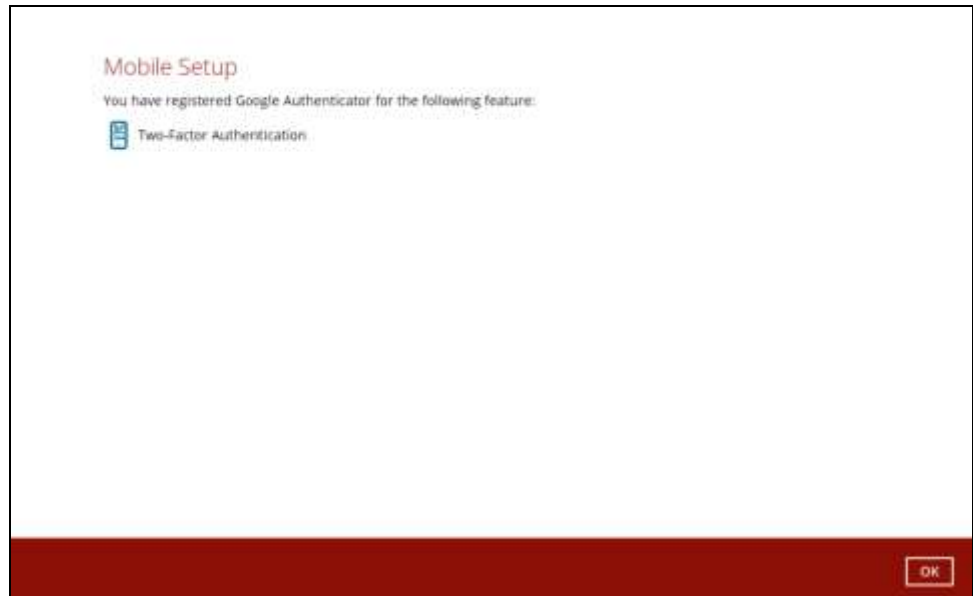 Mobile Setup
You have registered Google Authenticator for the following feature:
Two-Factor Authentication
OK